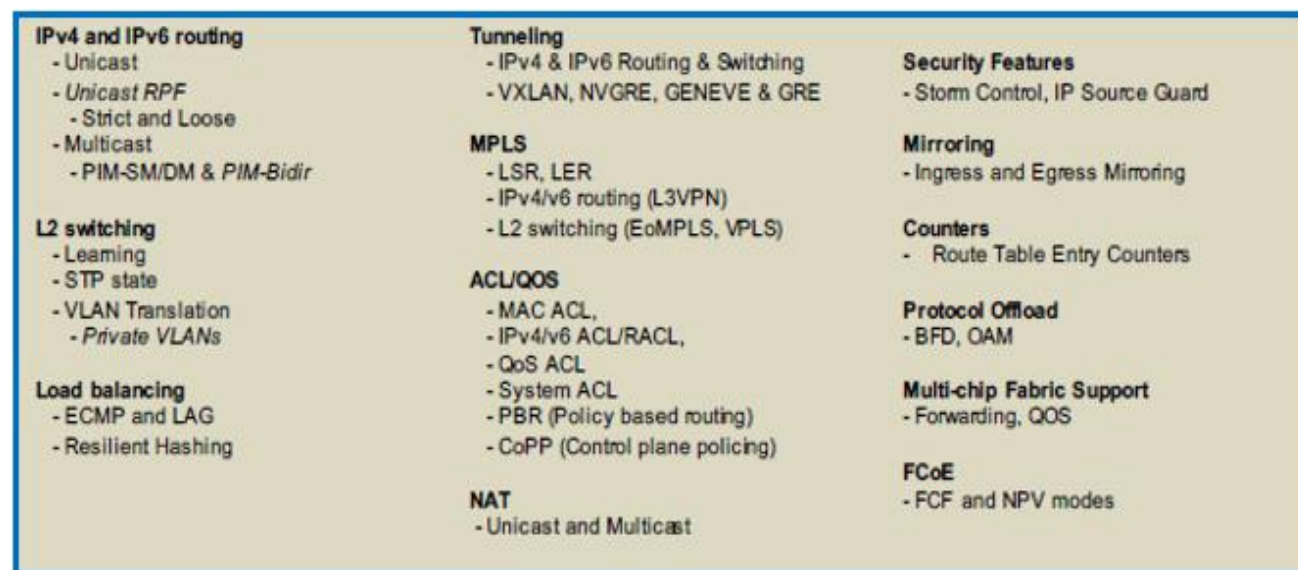 IPv4 and IPv6 routing
- Unicast
- Unicast RPF
- Strict and Loose
- Multicast
- PIM-SM/DM & PIM-Bidir
L2 switching
- Learning
- STP state
- VLAN Translation
- Private VLANs
Load balancing
- ECMP and LAG
- Resilient Hashing
Tunneling
- IPv4 & IPv6 Routing & Switching
- VXLAN, NVGRE, GENEVE & GRE
MPLS
- LSR, LER
- IPv4/v6 routing (L3VPN)
- L2 switching (EoMPLS, VPLS)
ACL/QOS
- MAC ACL,
- IPv4/v6 ACL/RACL,
- QoS ACL
- System ACL
- PBR (Policy based routing)
- CoPP (Control plane policing)
NAT
- Unicast and Multicast
Security Features
- Storm Control, IP Source Guard
Mirroring
- Ingress and Egress Mirroring
Counters
- Route Table Entry Counters
Protocol Offload
- BFD, OAM
Multi-chip Fabric Support
- Forwarding, QOS
FCoE
- FCF and NPV modes